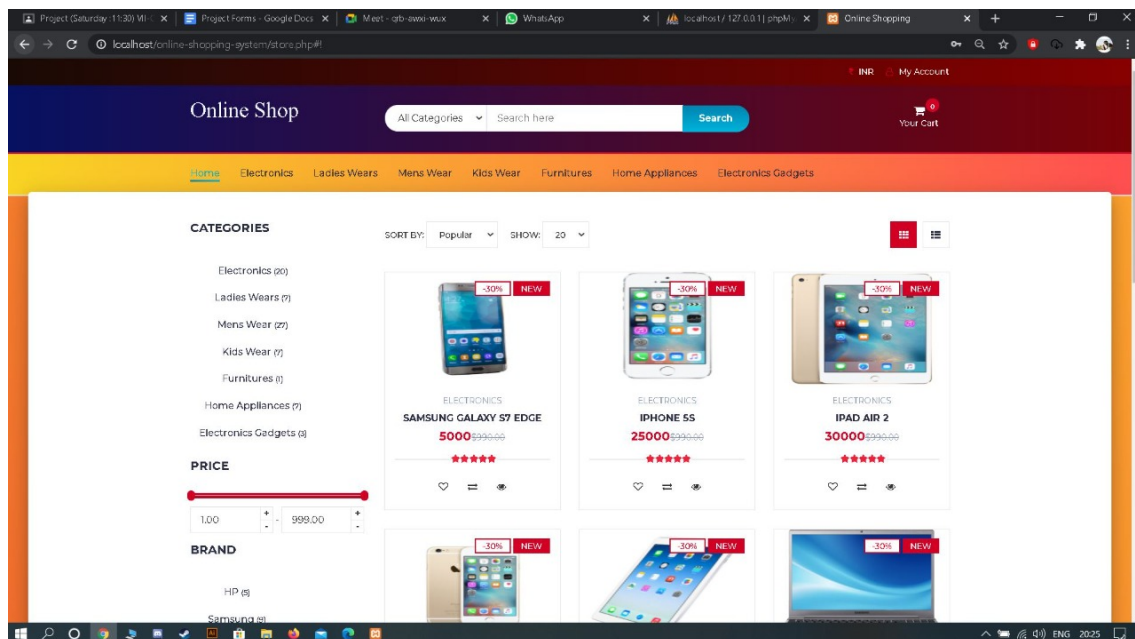 Project (Saturday :11:30) VII-C
Project Forms - Google Docs
Meet - qrb-awxi-wux
WhatsApp
localhost / 127.0.0.1 | phpMy
Online Shopping
localhost/online-shopping-system/store.php#!
INR My Account
Online Shop
All Categories Search here Search
0
Your Cart
Home Electronics Ladies Wears Mens Wear Kids Wear Furnitures Home Appliances Electronics Gadgets
CATEGORIES
Electronics (20)
Ladies Wears (7)
Mens Wear (27)
Kids Wear (7)
Furnitures (1)
Home Appliances (7)
Electronics Gadgets (3)
PRICE
1.00 + - - 999.00 + -
BRAND
HP (5)
Samsung (9)
SORT BY: Popular SHOW: 20
-30% NEW
ELECTRONICS
SAMSUNG GALAXY S7 EDGE
5000 $990.00
-30% NEW
ELECTRONICS
IPHONE 5S
25000 $990.00
-30% NEW
ELECTRONICS
IPAD AIR 2
30000 $990.00
-30% NEW
-30% NEW
-30% NEW
ENG 20:25